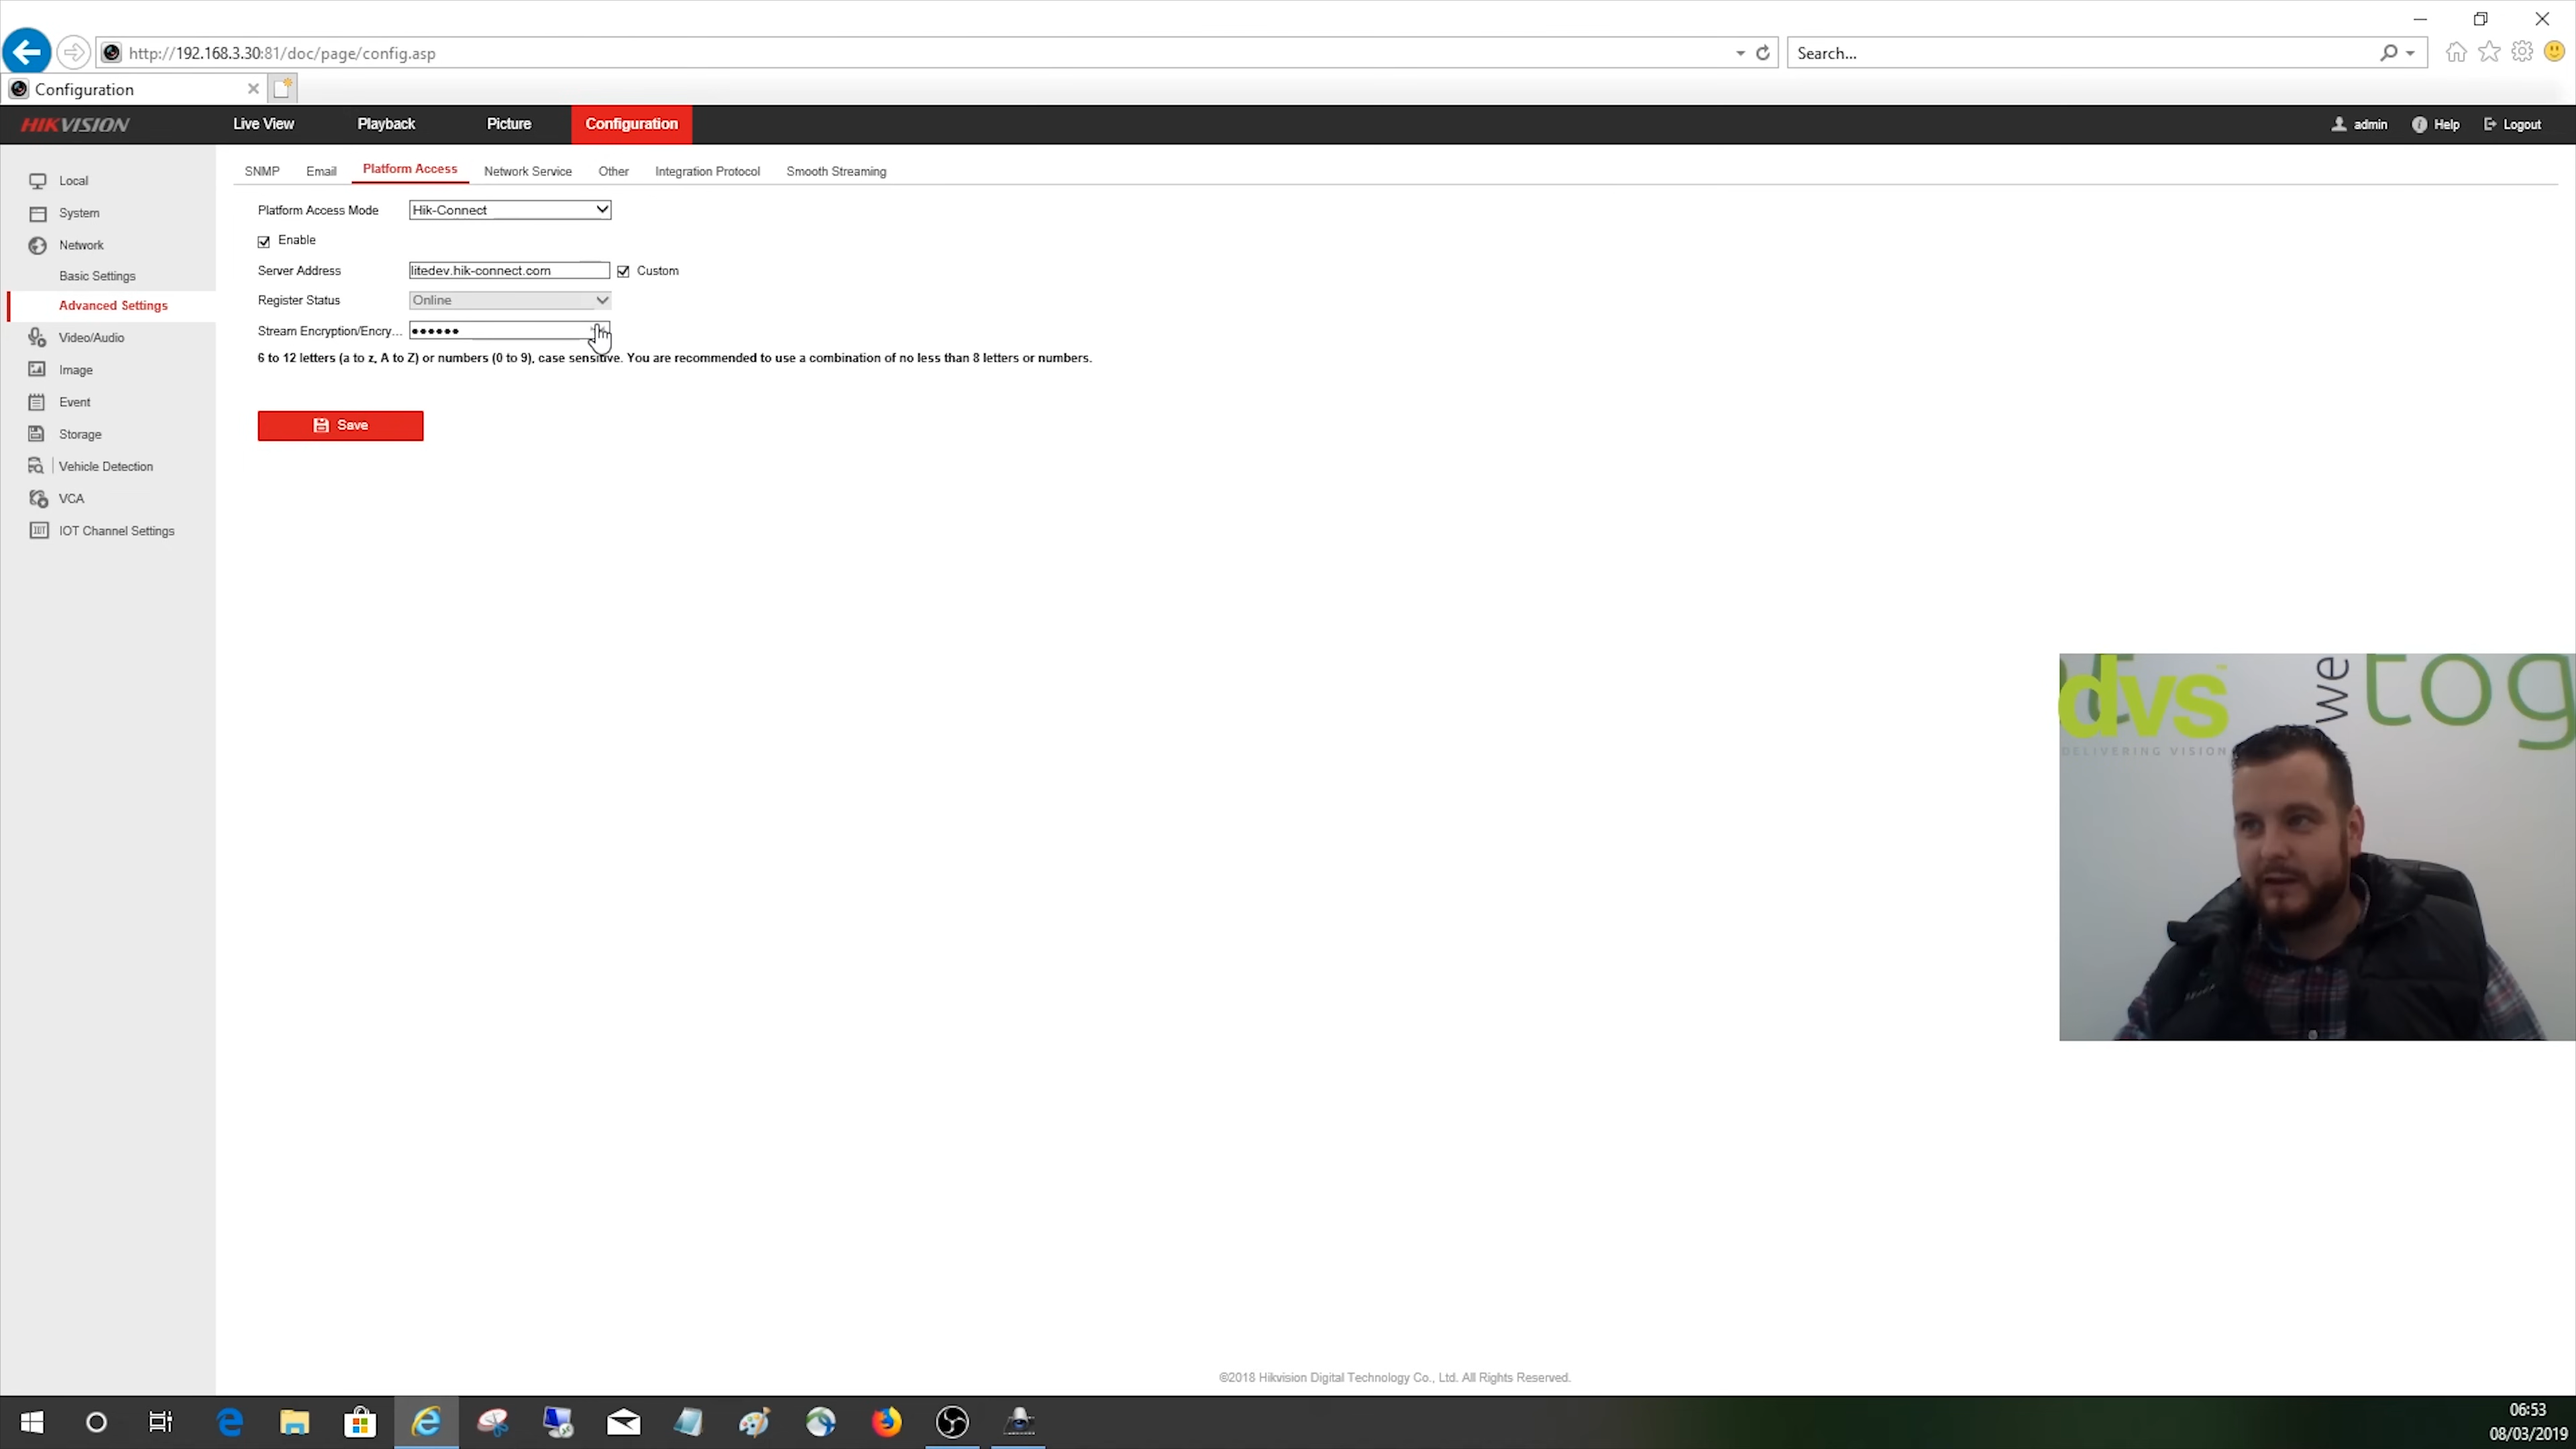 http://192.168.3.30:81/doc/page/config.asp
Search...
Configuration
HIKVISION
Live View
Playback
Picture
Configuration
admin
Help
Logout
Local
System
Network
Basic Settings
Advanced Settings
Video/Audio
Image
Event
Storage
Vehicle Detection
VCA
IOT Channel Settings
SNMP
Email
Platform Access
Network Service
Other
Integration Protocol
Smooth Streaming
Platform Access Mode
Hik-Connect
Enable
Server Address
litedev.hik-connect.com
Custom
Register Status
Online
Stream Encryption/Encry...
••••••
6 to 12 letters (a to z, A to Z) or numbers (0 to 9), case sensitive. You are recommended to use a combination of no less than 8 letters or numbers.
Save
dvs
DELIVERING VISION
we
tog
©2018 Hikvision Digital Technology Co., Ltd. All Rights Reserved.
06:53
08/03/2019